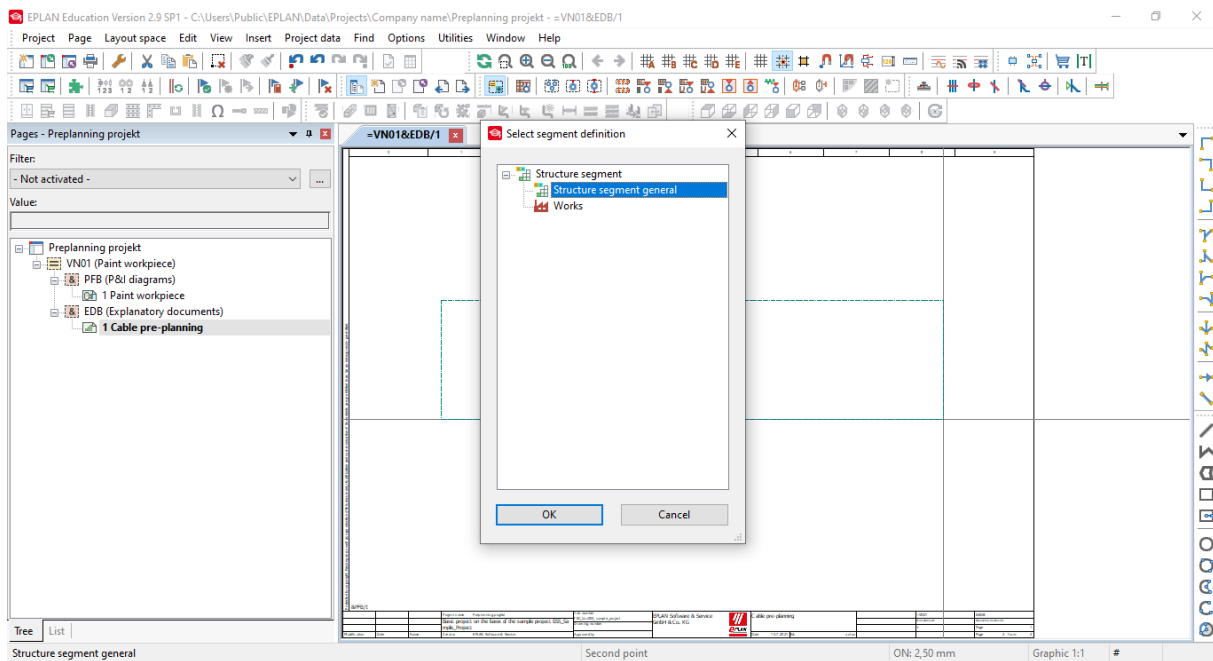 EPLAN Education Version 2.9 SP1 - C:\Users\Public\EPLAN\Data\Projects\Company name\Preplanning projekt - =VN01&EDB/1
Project Page Layout space Edit View Insert Project data Find Options Utilities Window Help
Pages - Preplanning projekt
=VN01&EDB/1
Select segment definition
Filter:
- Not activated -
...
Value:
Structure segment
Structure segment general
Works
Preplanning projekt
VN01 (Paint workpiece)
PFB (P&I diagrams)
1 Paint workpiece
EDB (Explanatory documents)
1 Cable pre-planning
OK
Cancel
&PFB/1
EPLAN Software & Service
GmbH & Co. KG
Cable pre-planning
Tree
List
Structure segment general
Second point
ON: 2,50 mm
Graphic 1:1
#